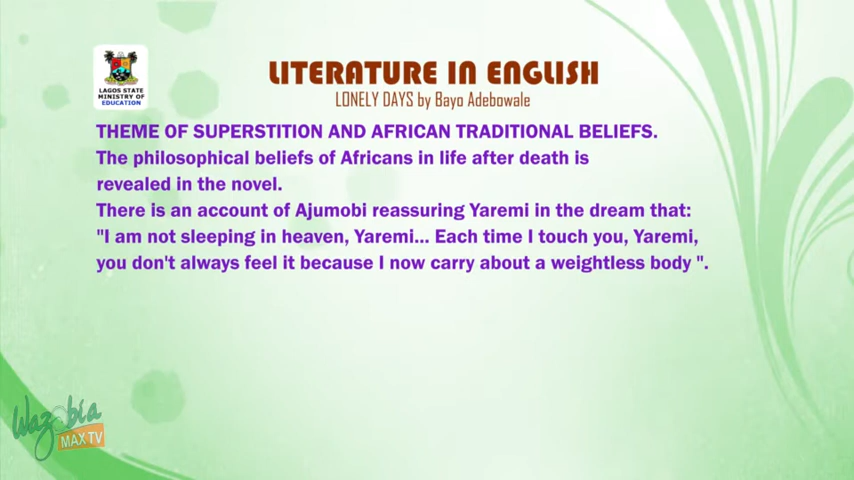 LITERATURE IN ENGLISH
LAGOS STATE
MINISTRY OF
EDUCATION
LONELY DAYS by Bayo Adebowale
THEME OF SUPERSTITION AND AFRICAN TRADITIONAL BELIEFS.
The philosophical beliefs of Africans in life after death is
revealed in the novel.
There is an account of Ajumobi reassuring Yaremi in the dream that:
"I am not sleeping in heaven, Yaremi... Each time I touch you, Yaremi,
you don't always feel it because I now carry about a weightless body ".
Wazobia
MAX TV